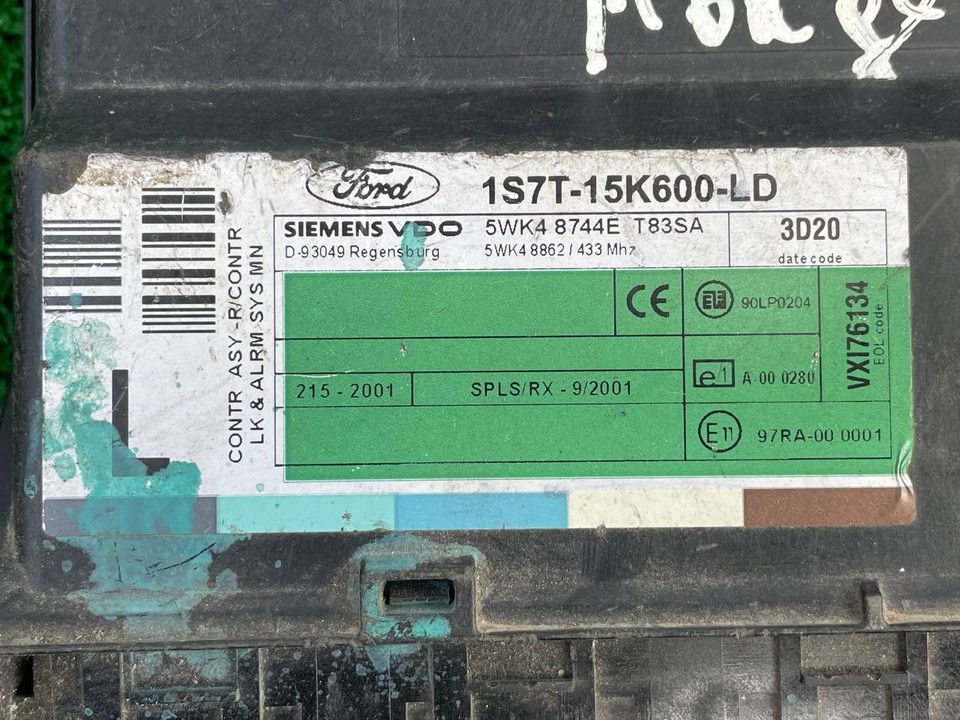 Ford
1S7T-15K600-LD
SIEMENS VDO
D-93049 Regensburg
5WK4 8744E T83SA
5WK4 8862 / 433 Mhz
3D20
date code
CONTR ASY-R/CONTR
LK & ALRM SYS MN
L
CE
90LP0204
VXI76134
EOL code
e1
A-00 0280
215 - 2001
SPLS/RX - 9/2001
E11
97RA-00 0001